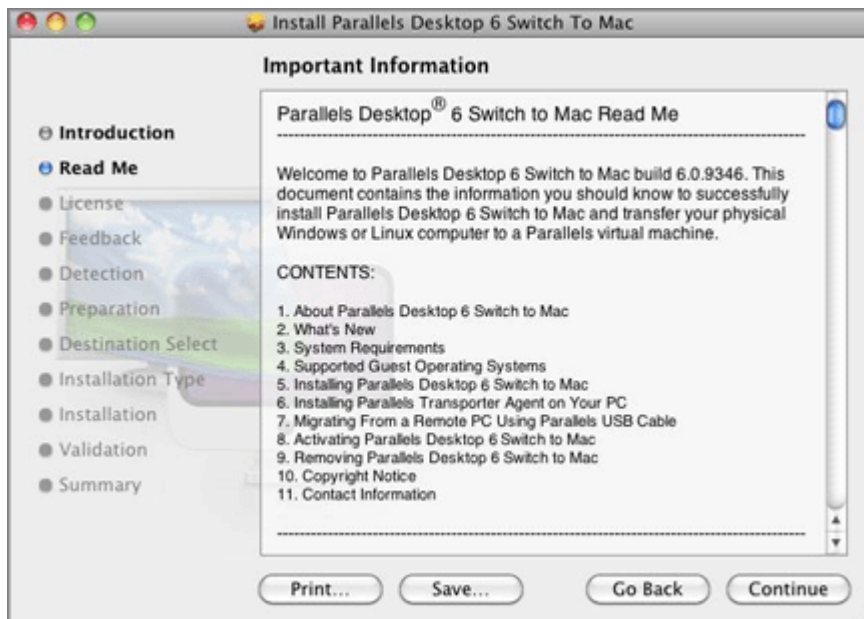 Install Parallels Desktop 6 Switch To Mac
Important Information
Introduction
Read Me
License
Feedback
Detection
Preparation
Destination Select
Installation Type
Installation
Validation
Summary
Parallels Desktop® 6 Switch to Mac Read Me
--------------------------------------------------------------------------------
Welcome to Parallels Desktop 6 Switch to Mac build 6.0.9346. This
document contains the information you should know to successfully
install Parallels Desktop 6 Switch to Mac and transfer your physical
Windows or Linux computer to a Parallels virtual machine.
CONTENTS:
1. About Parallels Desktop 6 Switch to Mac
2. What's New
3. System Requirements
4. Supported Guest Operating Systems
5. Installing Parallels Desktop 6 Switch to Mac
6. Installing Parallels Transporter Agent on Your PC
7. Migrating From a Remote PC Using Parallels USB Cable
8. Activating Parallels Desktop 6 Switch to Mac
9. Removing Parallels Desktop 6 Switch to Mac
10. Copyright Notice
11. Contact Information
--------------------------------------------------------------------------------
Print...
Save...
Go Back
Continue